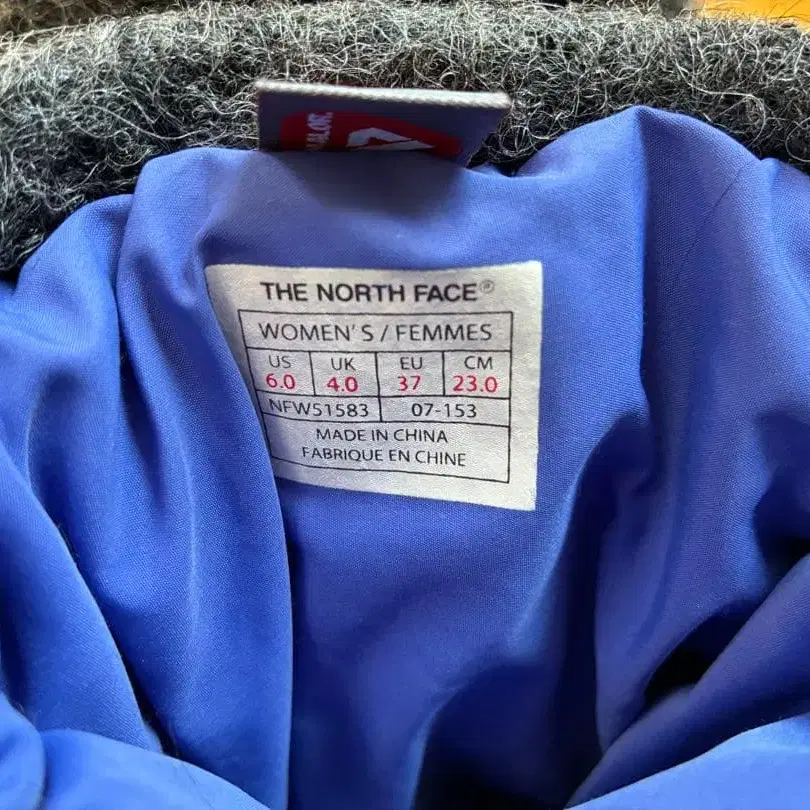 THE NORTH FACE®
WOMEN'S / FEMMES
US UK EU CM
6.0 4.0 37 23.0
NFW51583 07-153
MADE IN CHINA
FABRIQUE EN CHINE